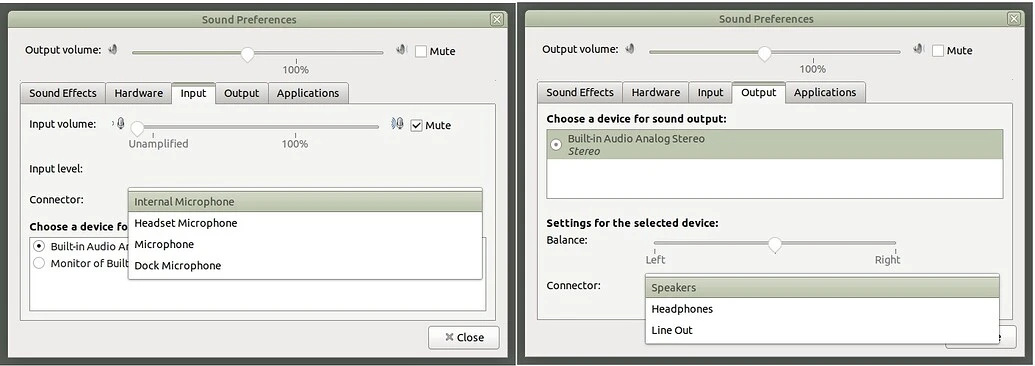 Sound Preferences
Output volume:
Mute
100%
Sound Effects Hardware Input Output Applications
Input volume:
Mute
Unamplified 100%
Input level:
Connector:
Internal Microphone
Headset Microphone
Microphone
Dock Microphone
Choose a device fo
Built-in Audio Ar
Monitor of Built
Close
Sound Preferences
Output volume:
Mute
100%
Sound Effects Hardware Input Output Applications
Choose a device for sound output:
Built-in Audio Analog Stereo
Stereo
Settings for the selected device:
Balance:
Left Right
Connector:
Speakers
Headphones
Line Out